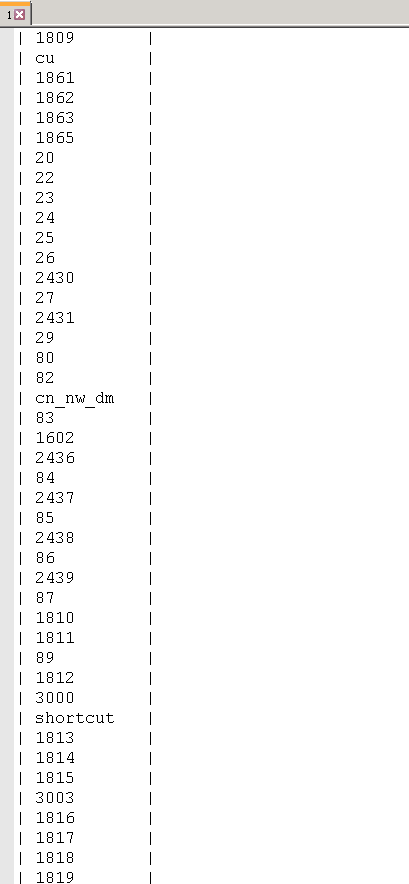 1
| 1809 |
| cu |
| 1861 |
| 1862 |
| 1863 |
| 1865 |
| 20 |
| 22 |
| 23 |
| 24 |
| 25 |
| 26 |
| 2430 |
| 27 |
| 2431 |
| 29 |
| 80 |
| 82 |
| cn_nw_dm |
| 83 |
| 1602 |
| 2436 |
| 84 |
| 2437 |
| 85 |
| 2438 |
| 86 |
| 2439 |
| 87 |
| 1810 |
| 1811 |
| 89 |
| 1812 |
| 3000 |
| shortcut |
| 1813 |
| 1814 |
| 1815 |
| 3003 |
| 1816 |
| 1817 |
| 1818 |
| 1819 |